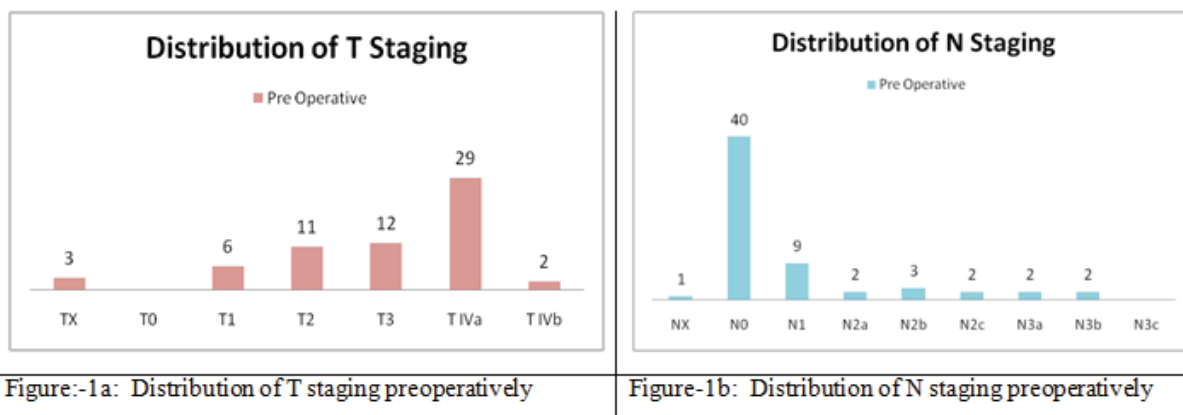 Distribution of T Staging
Pre Operative
3
6
11
12
29
2
TX T0 T1 T2 T3 T IVa T IVb
Figure:-1a: Distribution of T staging preoperatively
Distribution of N Staging
Pre Operative
1
40
9
2
3
2
2
2
NX N0 N1 N2a N2b N2c N3a N3b N3c
Figure-1b: Distribution of N staging preoperatively